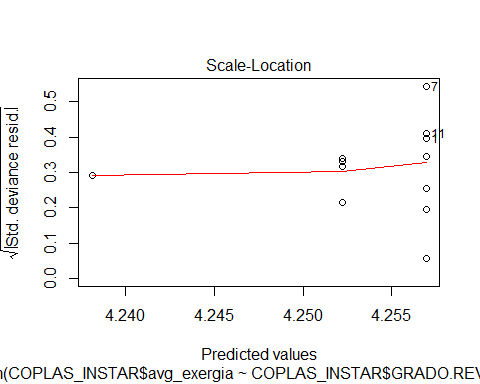 Scale-Location
√|Std. deviance resid.|
0.0 0.1 0.2 0.3 0.4 0.5
7
11
1
4.240 4.245 4.250 4.255
Predicted values
n(COPLAS_INSTAR$avg_exergia ~ COPLAS_INSTAR$GRADO.REV